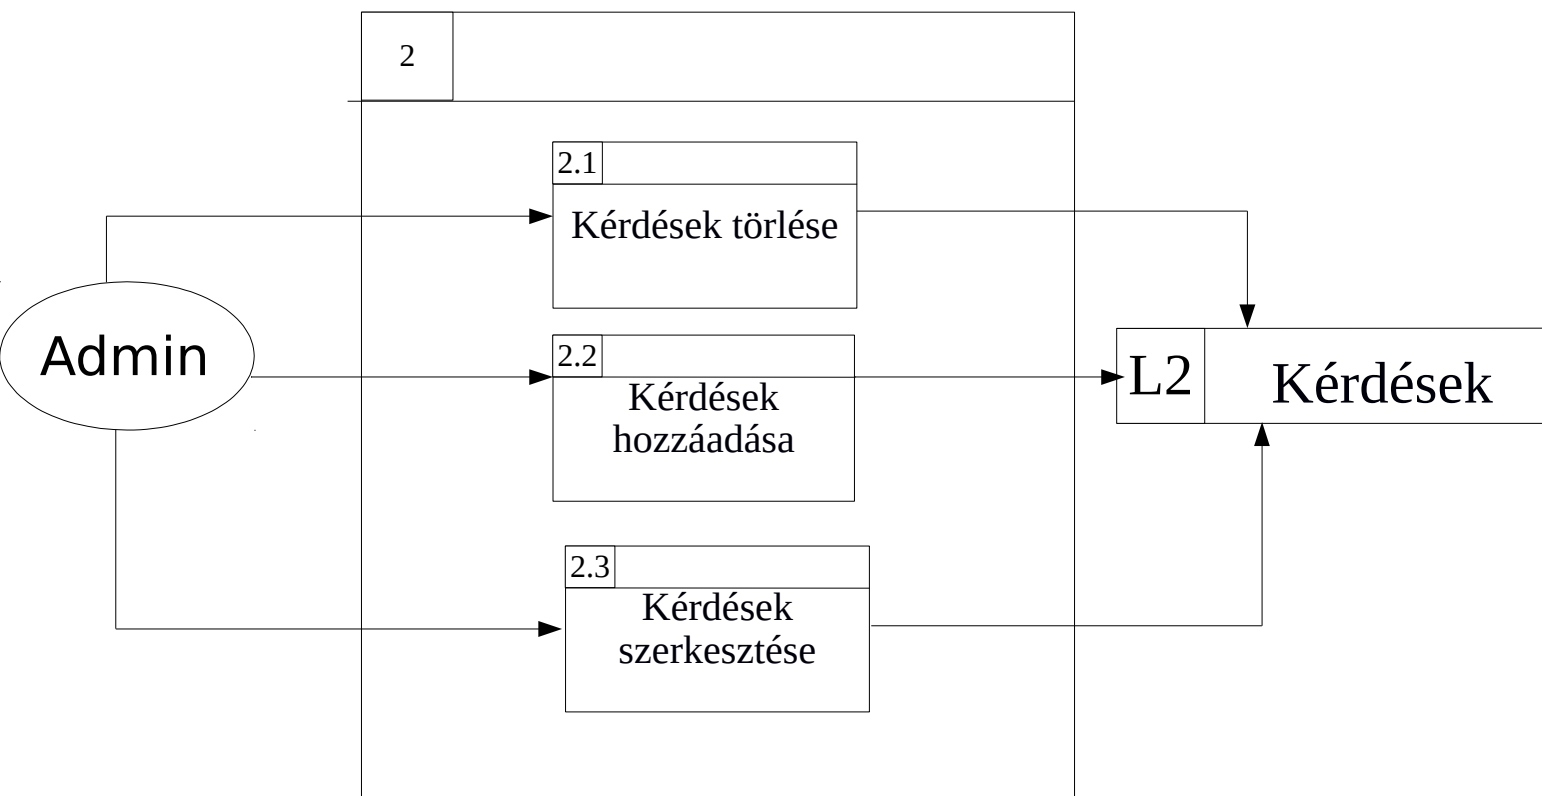 2
2.1
Kérdések törlése
Admin
2.2
Kérdések
hozzáadása
L2
Kérdések
2.3
Kérdések
szerkesztése